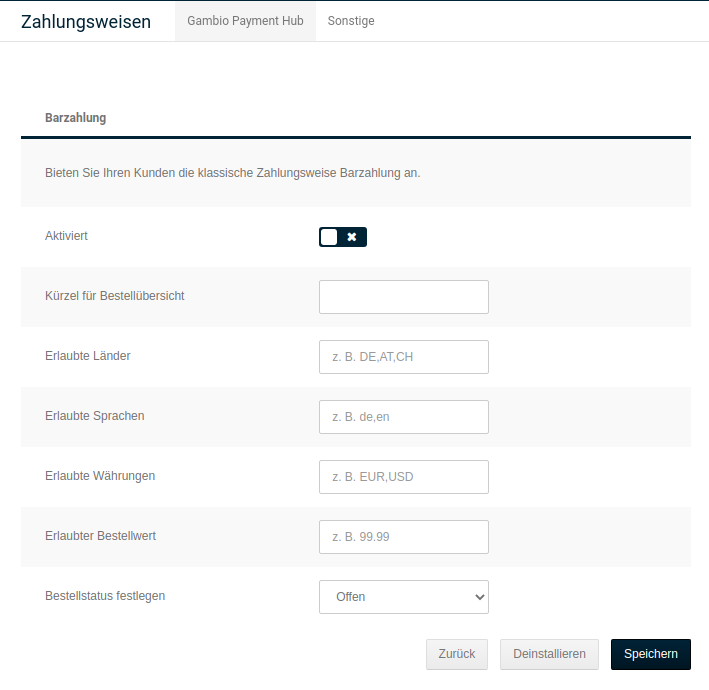 Zahlungsweisen
Gambio Payment Hub
Sonstige
Barzahlung
Bieten Sie Ihren Kunden die klassische Zahlungsweise Barzahlung an.
Aktiviert
Kürzel für Bestellübersicht
Erlaubte Länder
z. B. DE,AT,CH
Erlaubte Sprachen
z. B. de,en
Erlaubte Währungen
z. B. EUR,USD
Erlaubter Bestellwert
z. B. 99.99
Bestellstatus festlegen
Offen
Zurück
Deinstallieren
Speichern